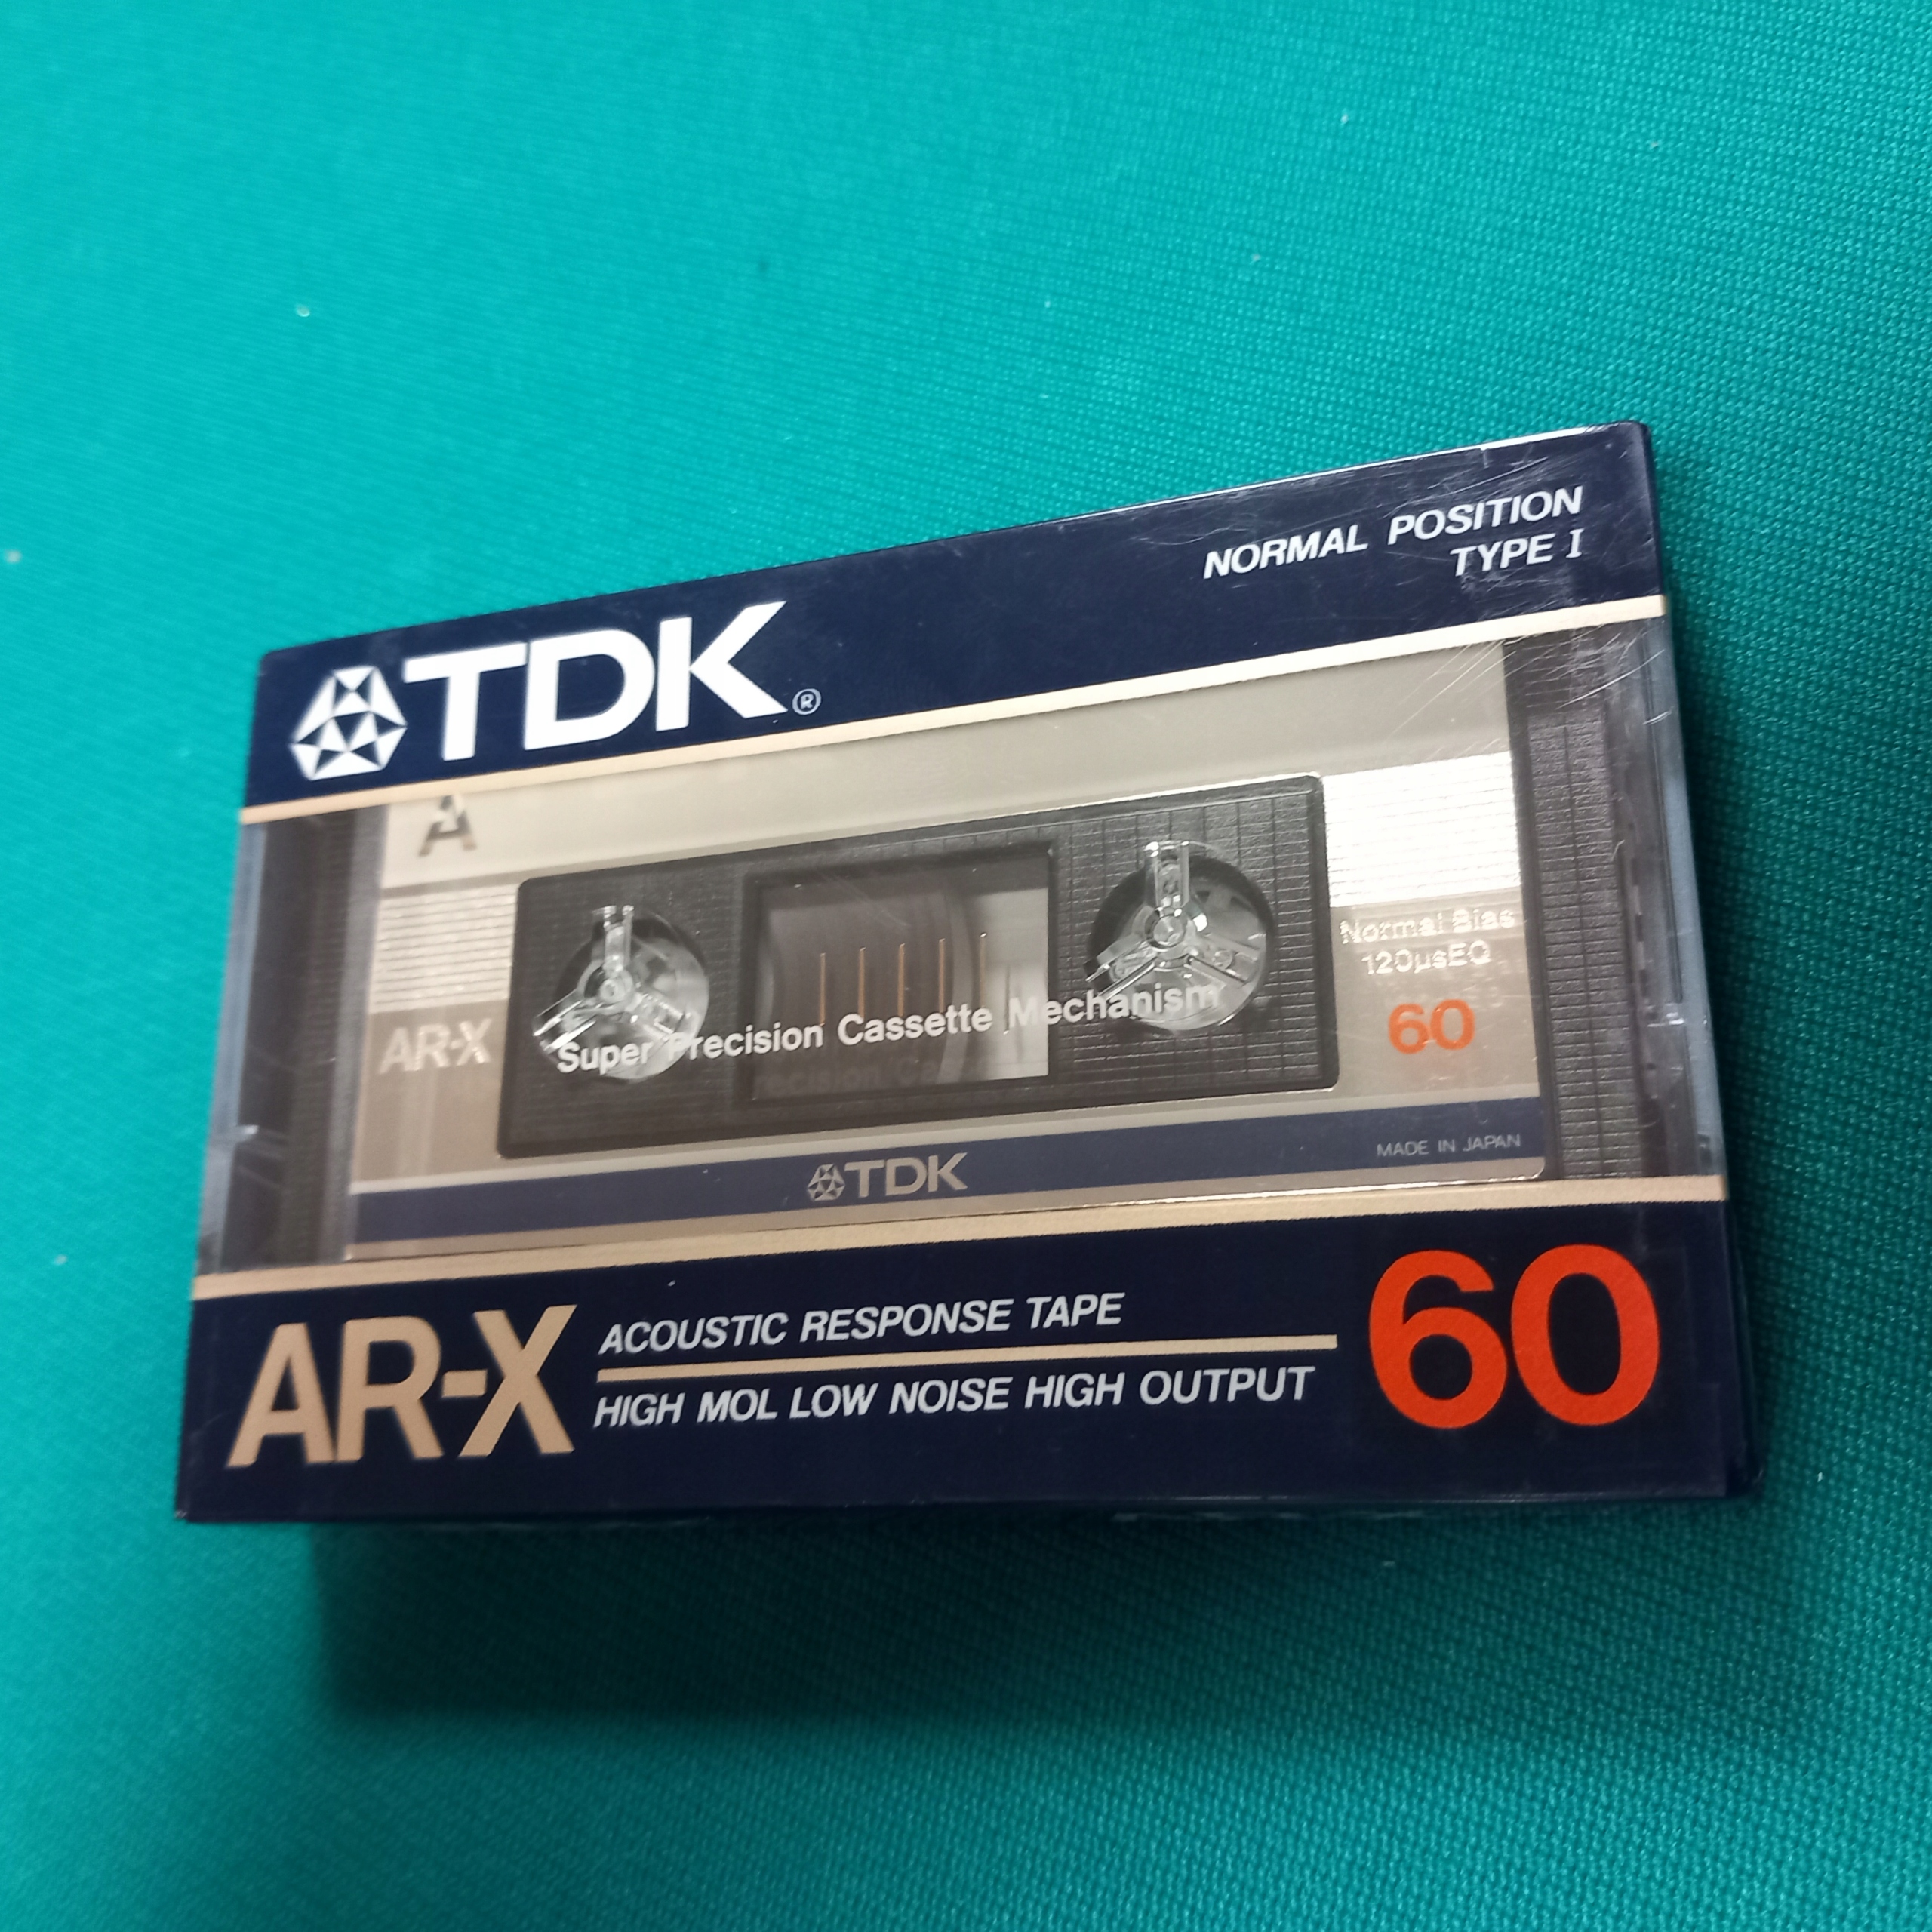 NORMAL POSITION
TYPE I
TDK®
A
Normal Bias
120µsEQ
AR-X
60
Super Precision Cassette Mechanism
TDK
MADE IN JAPAN
AR-X
ACOUSTIC RESPONSE TAPE
HIGH MOL LOW NOISE HIGH OUTPUT
60